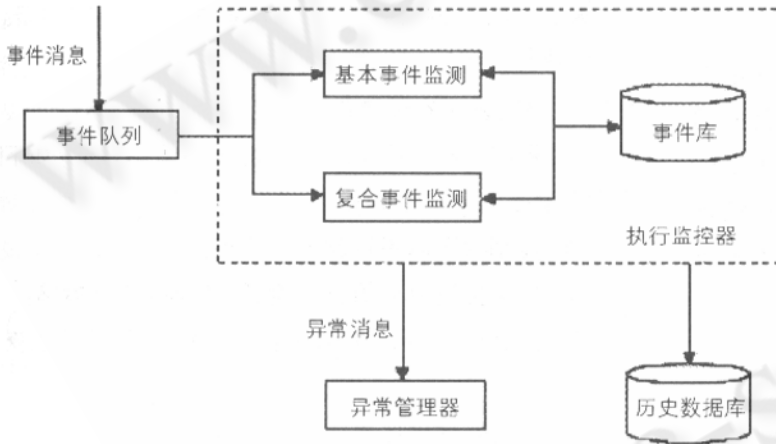 事件消息
基本事件监测
事件队列
事件库
复合事件监测
执行监控器
异常消息
异常管理器
历史数据库